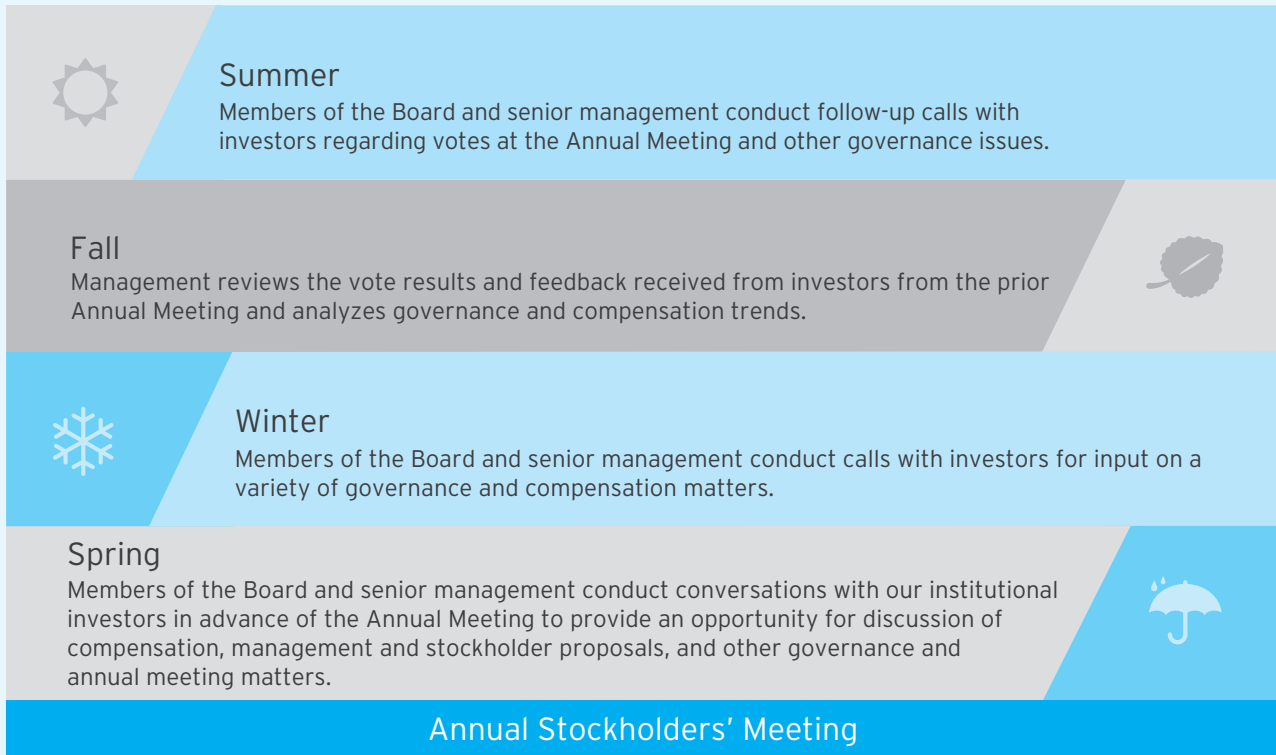 Summer
Members of the Board and senior management conduct follow-up calls with
investors regarding votes at the Annual Meeting and other governance issues.
Fall
Management reviews the vote results and feedback received from investors from the prior
Annual Meeting and analyzes governance and compensation trends.
Winter
Members of the Board and senior management conduct calls with investors for input on a
variety of governance and compensation matters.
Spring
Members of the Board and senior management conduct conversations with our institutional
investors in advance of the Annual Meeting to provide an opportunity for discussion of
compensation, management and stockholder proposals, and other governance and
annual meeting matters.
Annual Stockholders’ Meeting